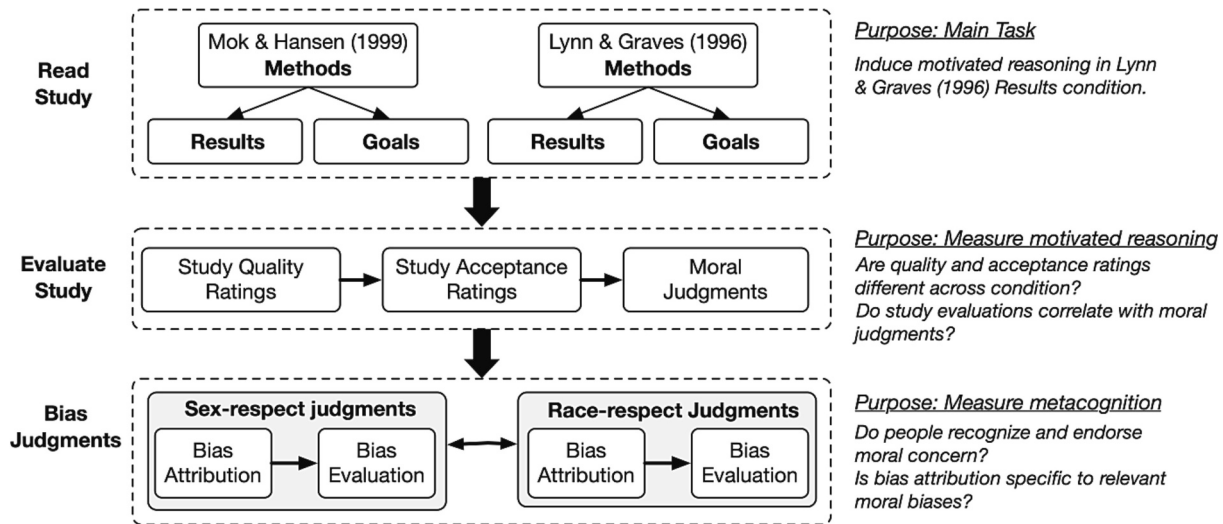 Read
Study
Mok & Hansen (1999)
Methods
Results
Goals
Lynn & Graves (1996)
Methods
Results
Goals
Purpose: Main Task
Induce motivated reasoning in Lynn
& Graves (1996) Results condition.
Evaluate
Study
Study Quality
Ratings
Study Acceptance
Ratings
Moral
Judgments
Purpose: Measure motivated reasoning
Are quality and acceptance ratings
different across condition?
Do study evaluations correlate with moral
judgments?
Bias
Judgments
Sex-respect judgments
Bias
Attribution
Bias
Evaluation
Race-respect Judgments
Bias
Attribution
Bias
Evaluation
Purpose: Measure metacognition
Do people recognize and endorse
moral concern?
Is bias attribution specific to relevant
moral biases?